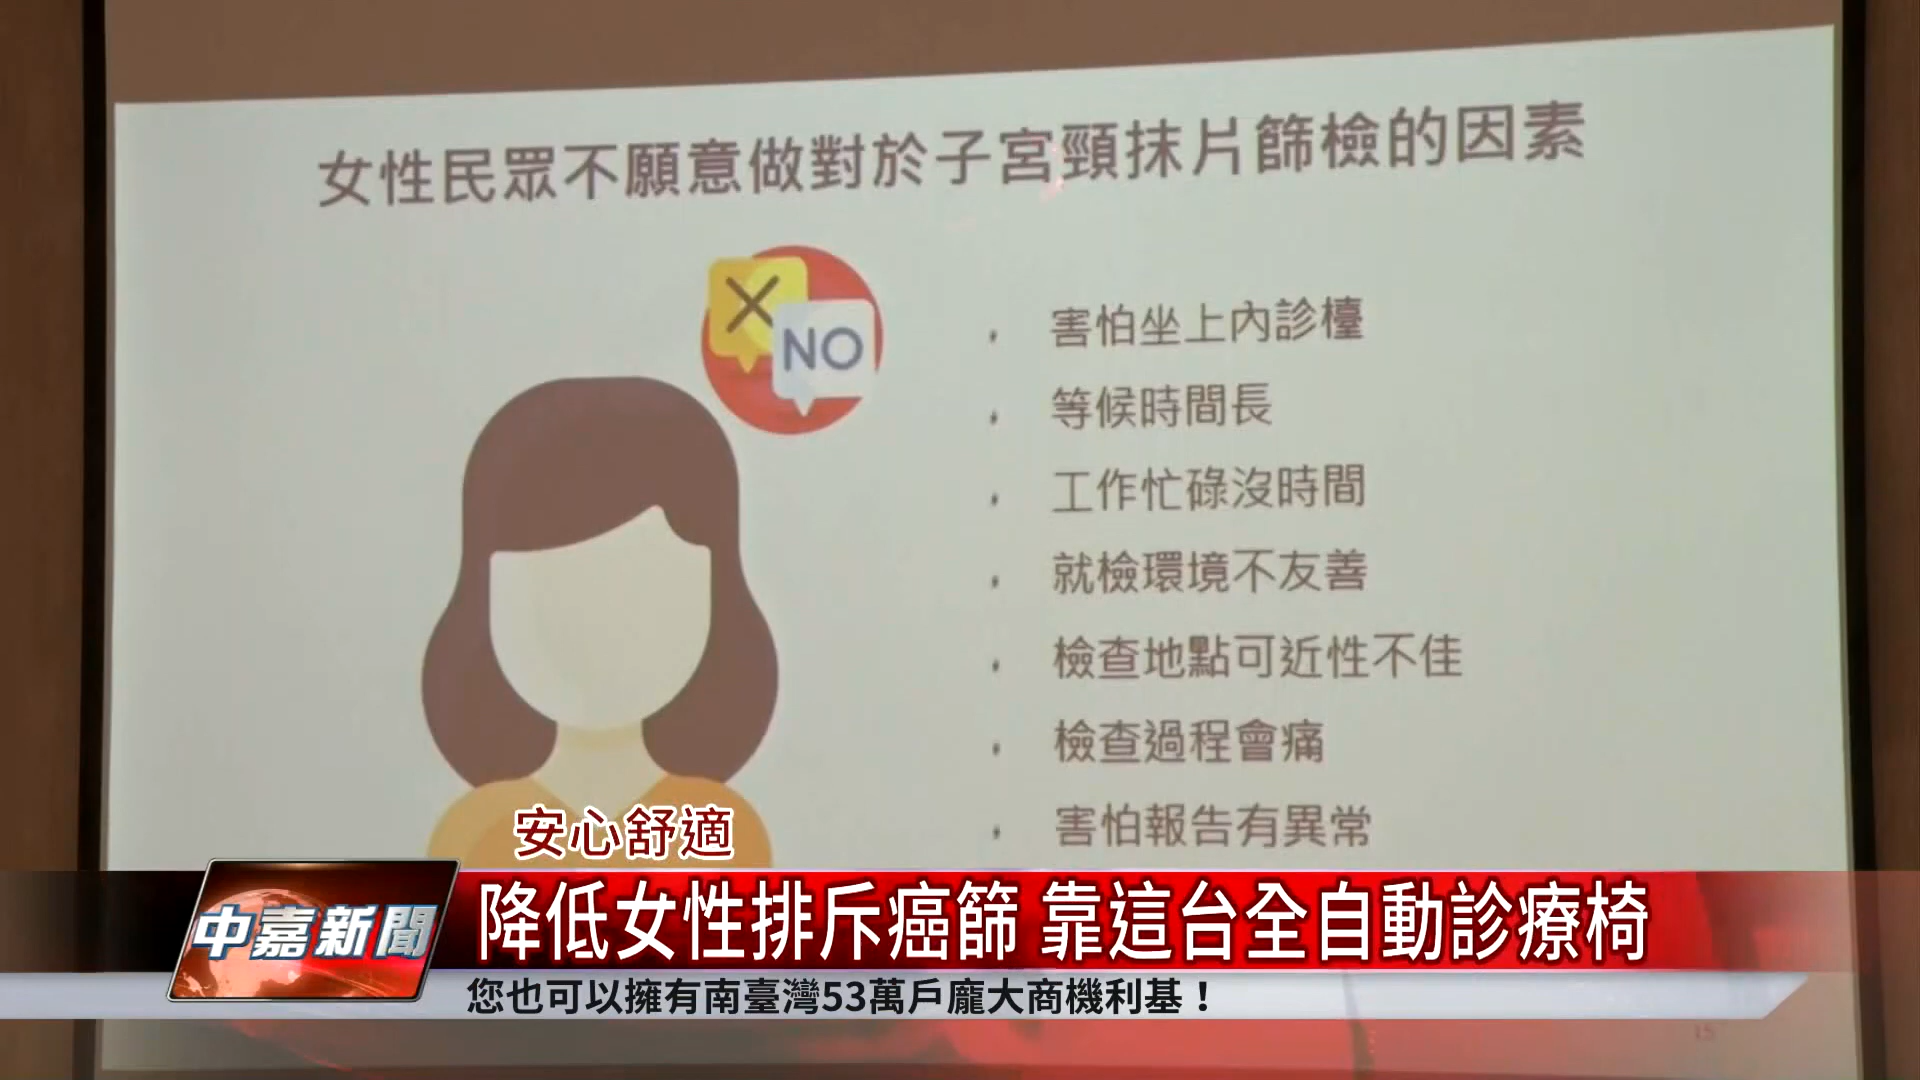 女性民眾不願意做對於子宮頸抹片篩檢的因素
X
NO
害怕坐上內診檯
等候時間長
工作忙碌沒時間
就檢環境不友善
檢查地點可近性不佳
檢查過程會痛
害怕報告有異常
安心舒適
降低女性排斥癌篩 靠這台全自動診療椅
中嘉新聞
您也可以擁有南臺灣53萬戶龐大商機利基！
15